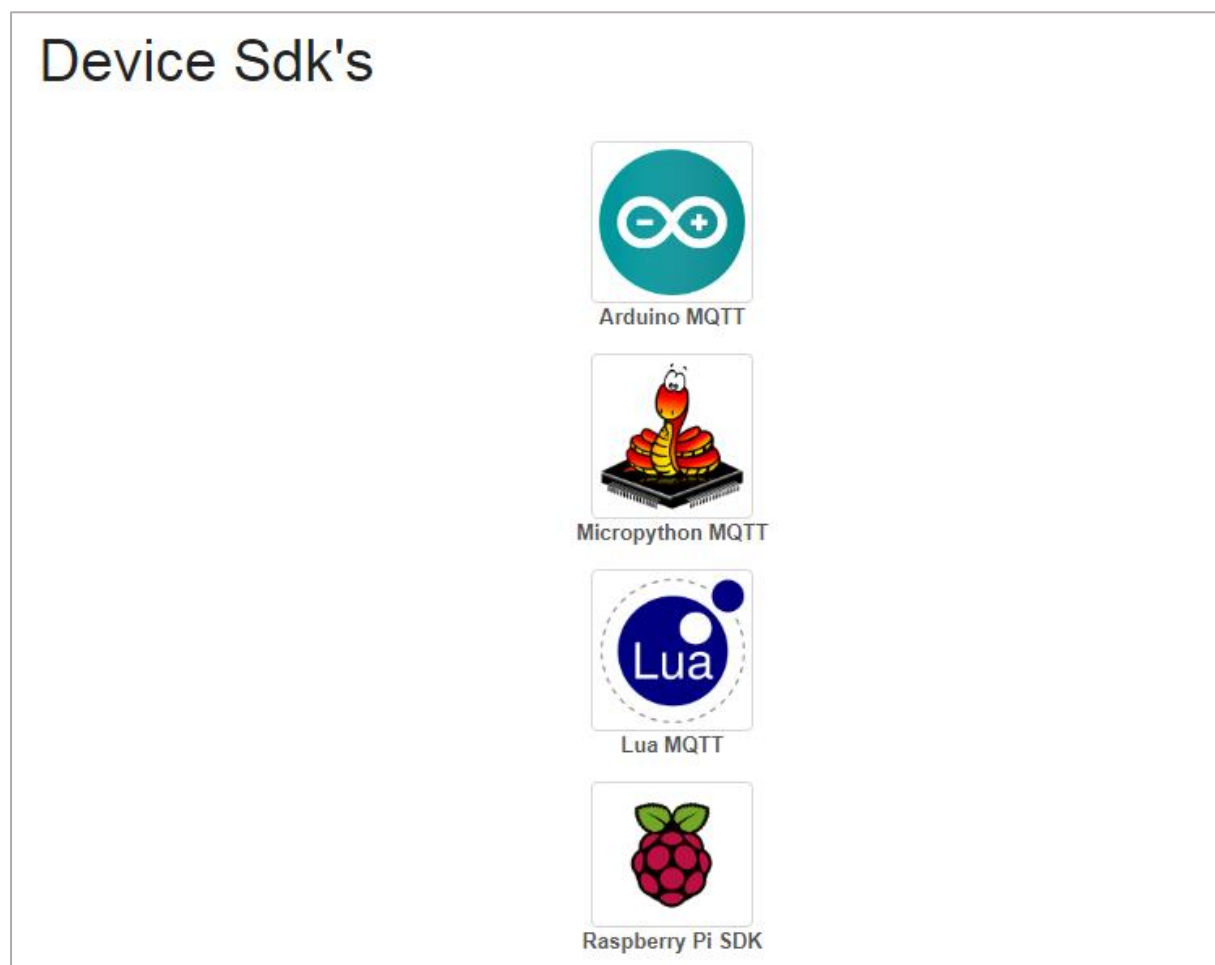 Device Sdk's
Arduino MQTT
Micropython MQTT
Lua
Lua MQTT
Raspberry Pi SDK